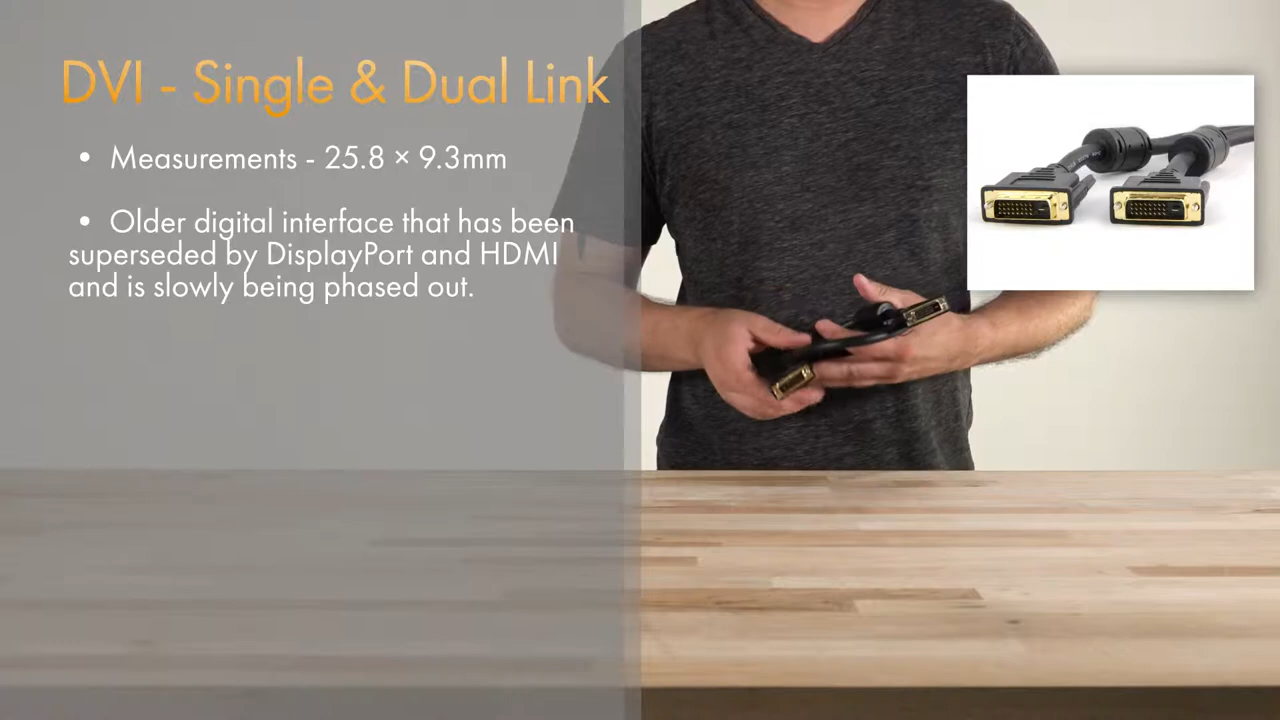 DVI - Single & Dual Link
• Measurements - 25.8 × 9.3mm
• Older digital interface that has been
superseded by DisplayPort and HDMI
and is slowly being phased out.